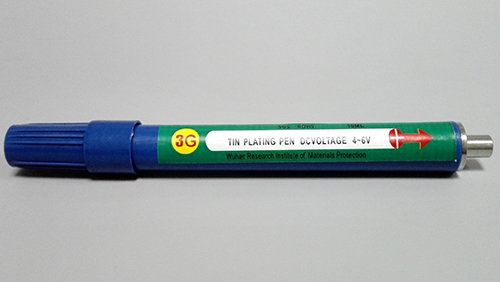 3G
TIN PLATING PEN DCVOLTAGE 4-6V
Wuhan Research Institute of Materials Protection